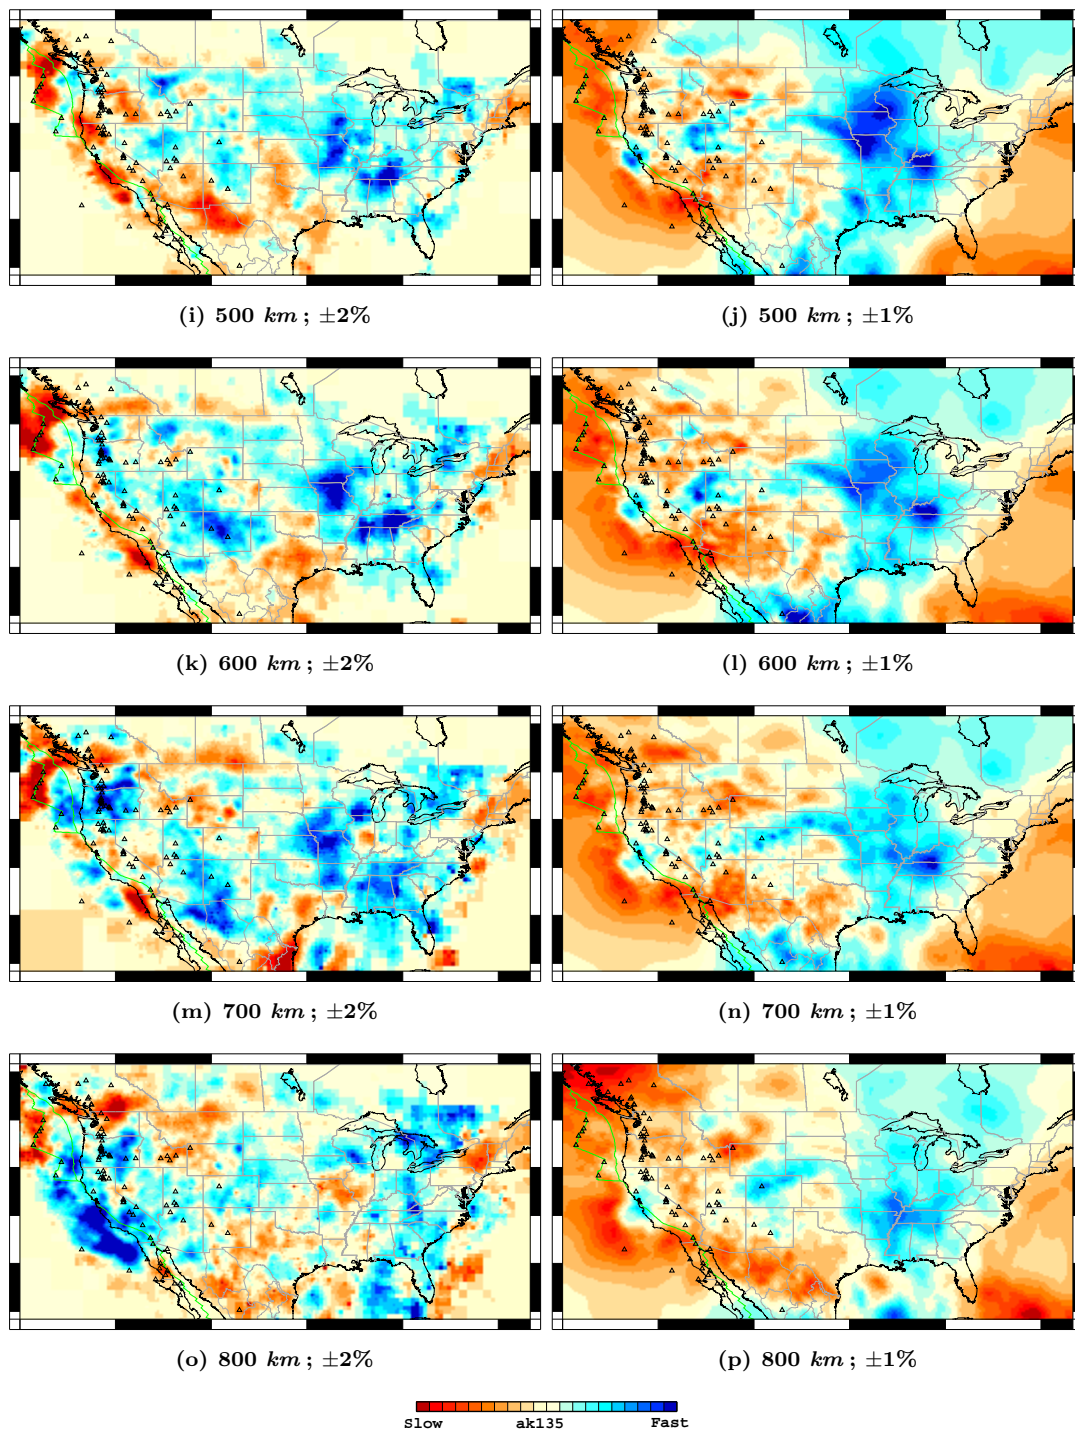 (i) 500 km; ±2%
(j) 500 km; ±1%
(k) 600 km; ±2%
(l) 600 km; ±1%
(m) 700 km; ±2%
(n) 700 km; ±1%
(o) 800 km; ±2%
(p) 800 km; ±1%
Slow ak135 Fast